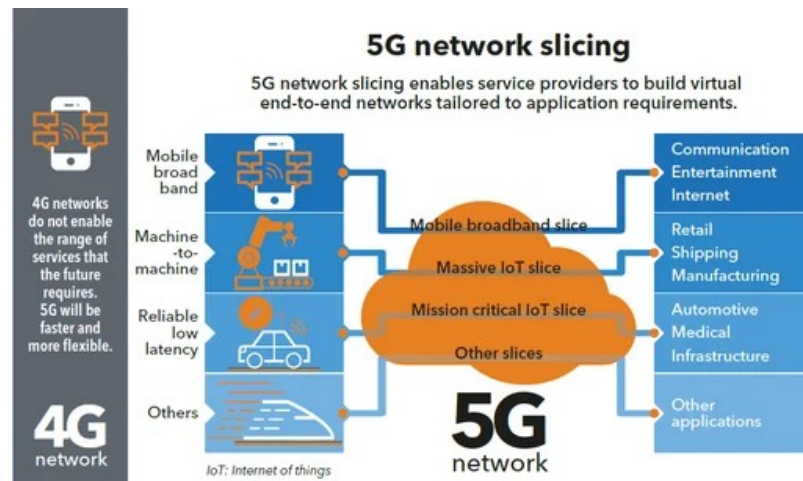 5G network slicing
5G network slicing enables service providers to build virtual
end-to-end networks tailored to application requirements.
4G networks
do not enable
the range of
services that
the future
requires.
5G will be
faster and
more flexible.
4G
network
Mobile
broad
band
Machine
-to-
machine
Reliable
low
latency
Others
Mobile broadband slice
Massive IoT slice
Mission critical IoT slice
Other slices
5G
network
Communication
Entertainment
Internet
Retail
Shipping
Manufacturing
Automotive
Medical
Infrastructure
Other
applications
IoT: Internet of things